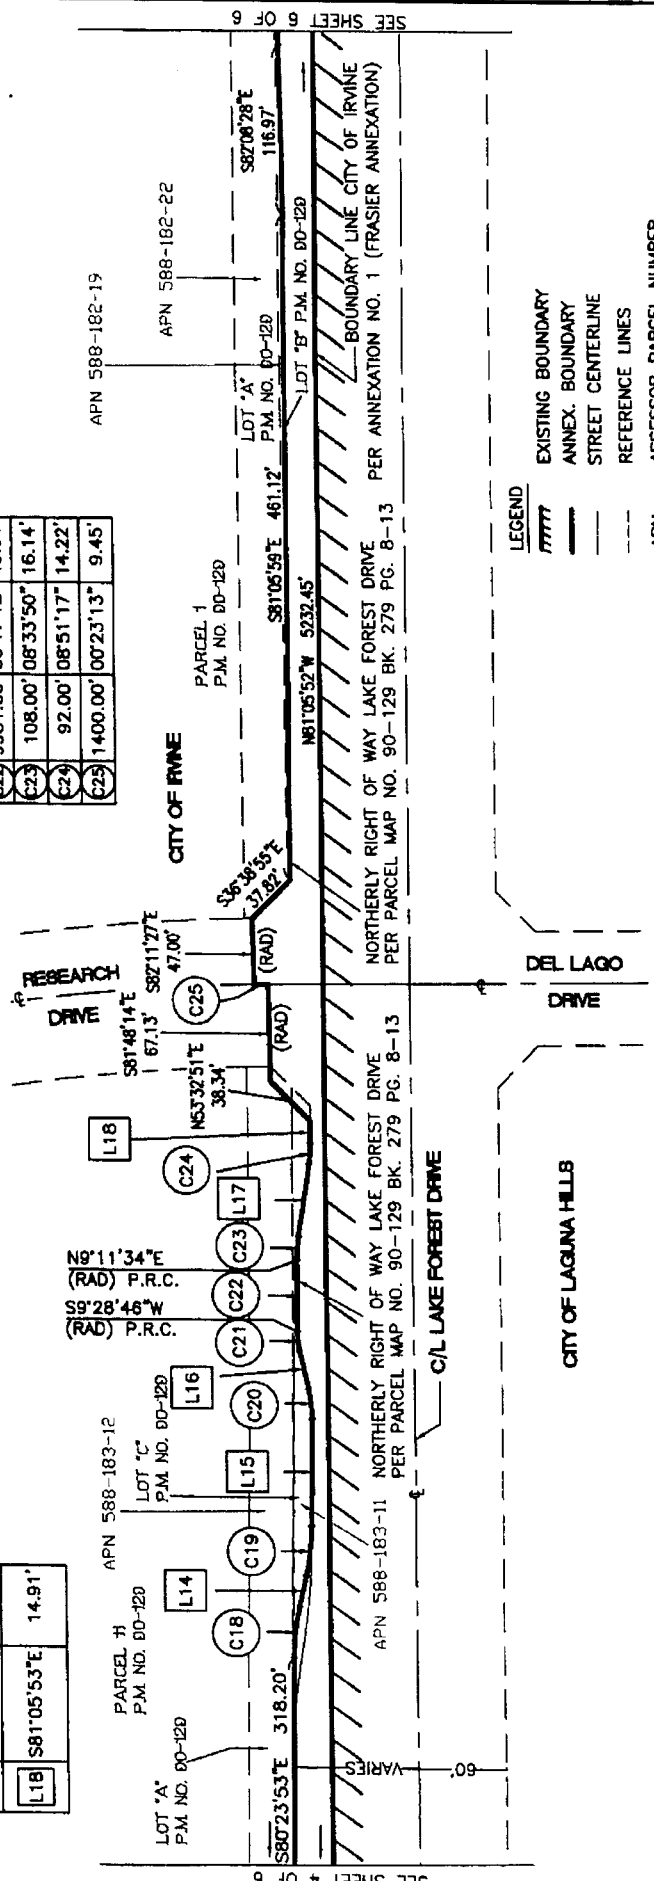 SEE SHEET 6 OF 6
S82°08'28"E
116.97'
APN 588-182-22
APN 588-182-19
LOT "A"
P.M. NO. 00-120
LOT "B" P.M. NO. 00-120
BOUNDARY LINE CITY OF IRVINE
PER ANNEXATION NO. 1 (FRASIER ANNEXATION)
S81°05'59"E 461.12'
N81°05'52"W 5232.45'
PARCEL 1
P.M. NO. 00-120
CITY OF IRVINE
C23 108.00' 08°33'50" 16.14'
C24 92.00' 08°51'17" 14.22'
C25 1400.00' 00°23'13" 9.45'
LEGEND
EXISTING BOUNDARY
ANNEX. BOUNDARY
STREET CENTERLINE
REFERENCE LINES
ASSESSOR PARCEL NUMBER
S36°38'55"E
37.82'
NORTHERLY RIGHT OF WAY LAKE FOREST DRIVE
PER PARCEL MAP NO. 90-129 BK. 279 PG. 8-13
S82°11'27"E
47.00'
(RAD)
RESEARCH
DRIVE
C25
S81°48'14"E
67.13'
(RAD)
DEL LAGO
DRIVE
N53°32'51"E
38.34'
L18
C24
L17
C23
N9°11'34"E
(RAD) P.R.C.
C22
S9°28'46"W
(RAD) P.R.C.
C21
L16
C20
NORTHERLY RIGHT OF WAY LAKE FOREST DRIVE
PER PARCEL MAP NO. 90-129 BK. 279 PG. 8-13
C/L LAKE FOREST DRIVE
CITY OF LAGUNA HILLS
APN 588-183-12
LOT "C"
P.M. NO. 00-120
L15
C19
L14
C18
APN 588-183-11
PARCEL 11
P.M. NO. 00-120
LOT "A"
P.M. NO. 00-120
S80°23'53"E 318.20'
VARIES
60'
L18 S81°05'53"E 14.91'
SEE SHEET 4 OF 6